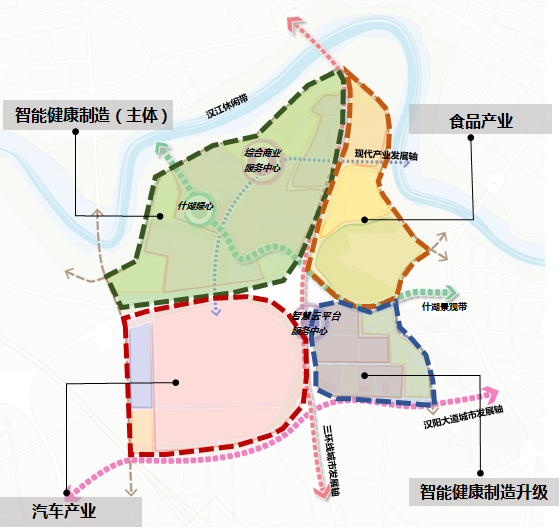 汉江休闲带
智能健康制造（主体）
食品产业
综合商业
服务中心
现代产业发展轴
什湖绿心
什湖景观带
智慧云平台
服务中心
汉阳大道城市发展轴
三环线城市发展轴
智能健康制造升级
汽车产业